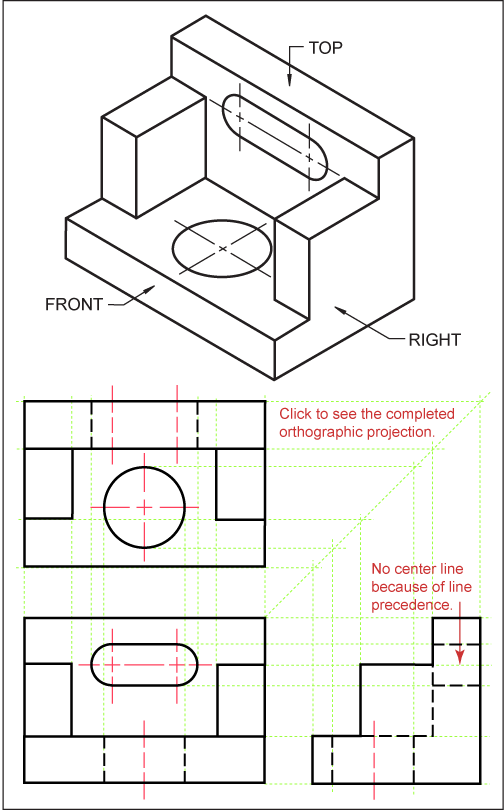 TOP
FRONT
RIGHT
Click to see the completed
orthographic projection.
No center line
because of line
precedence.